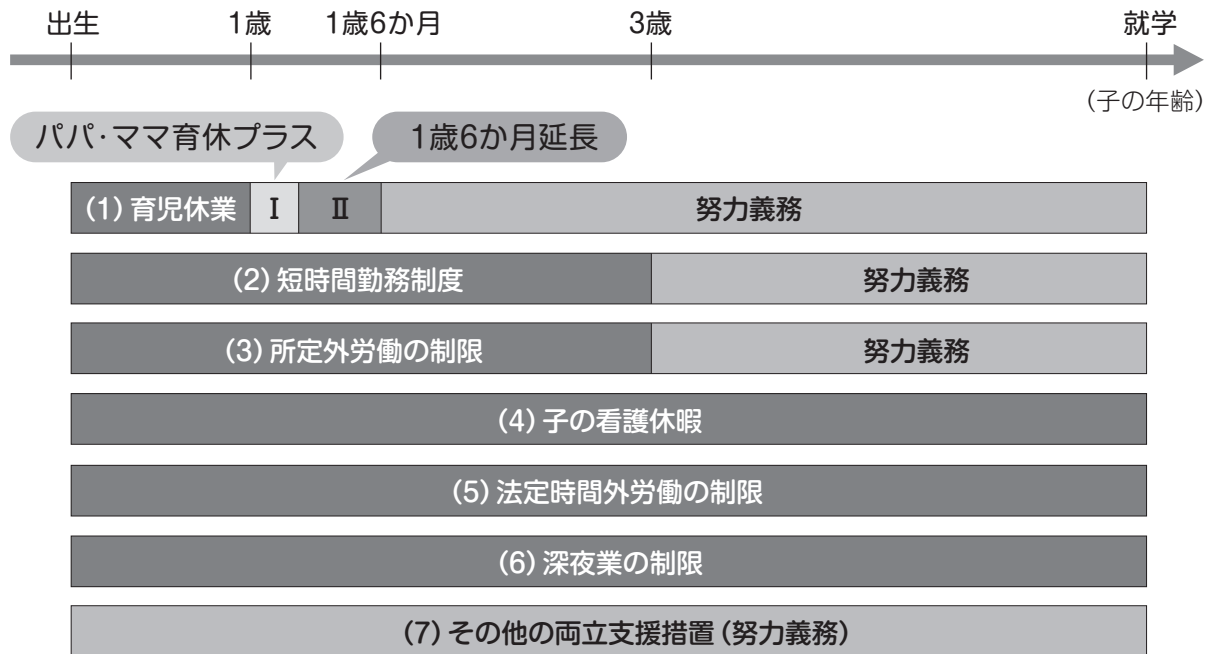 出生 1歳 1歳6か月 3歳 就学
(子の年齢)
パパ・ママ育休プラス 1歳6か月延長
(1)育児休業 Ⅰ Ⅱ 努力義務
(2)短時間勤務制度 努力義務
(3)所定外労働の制限 努力義務
(4)子の看護休暇
(5)法定時間外労働の制限
(6)深夜業の制限
(7)その他の両立支援措置(努力義務)